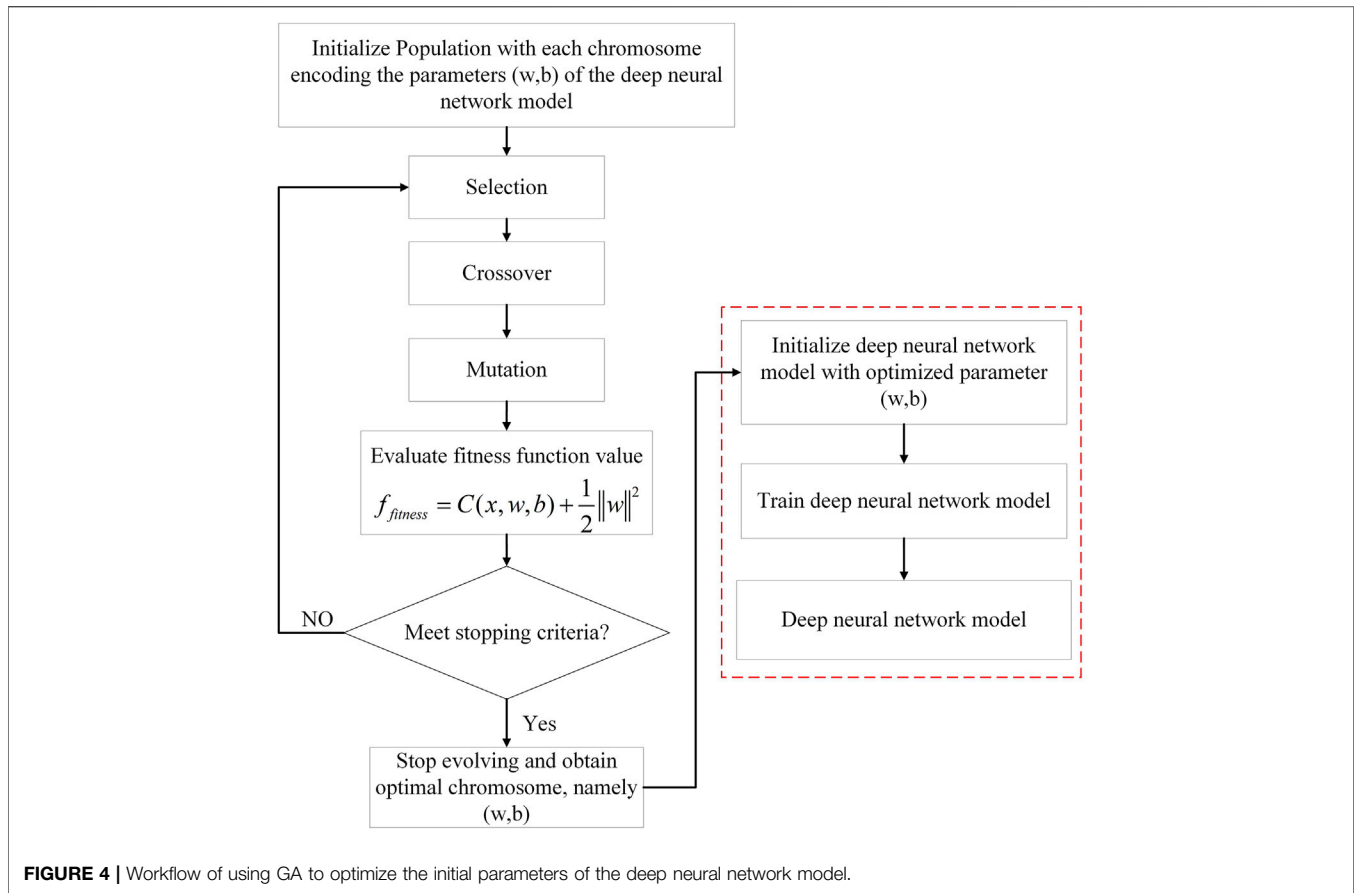 Initialize Population with each chromosome
encoding the parameters (w,b) of the deep neural
network model
Selection
Crossover
Mutation
Evaluate fitness function value
f_{fitness} = C(x, w, b) + \frac{1}{2}\|w\|^2
Meet stopping criteria?
NO
Yes
Stop evolving and obtain
optimal chromosome, namely
(w,b)
Initialize deep neural network
model with optimized parameter
(w,b)
Train deep neural network model
Deep neural network model
FIGURE 4 | Workflow of using GA to optimize the initial parameters of the deep neural network model.